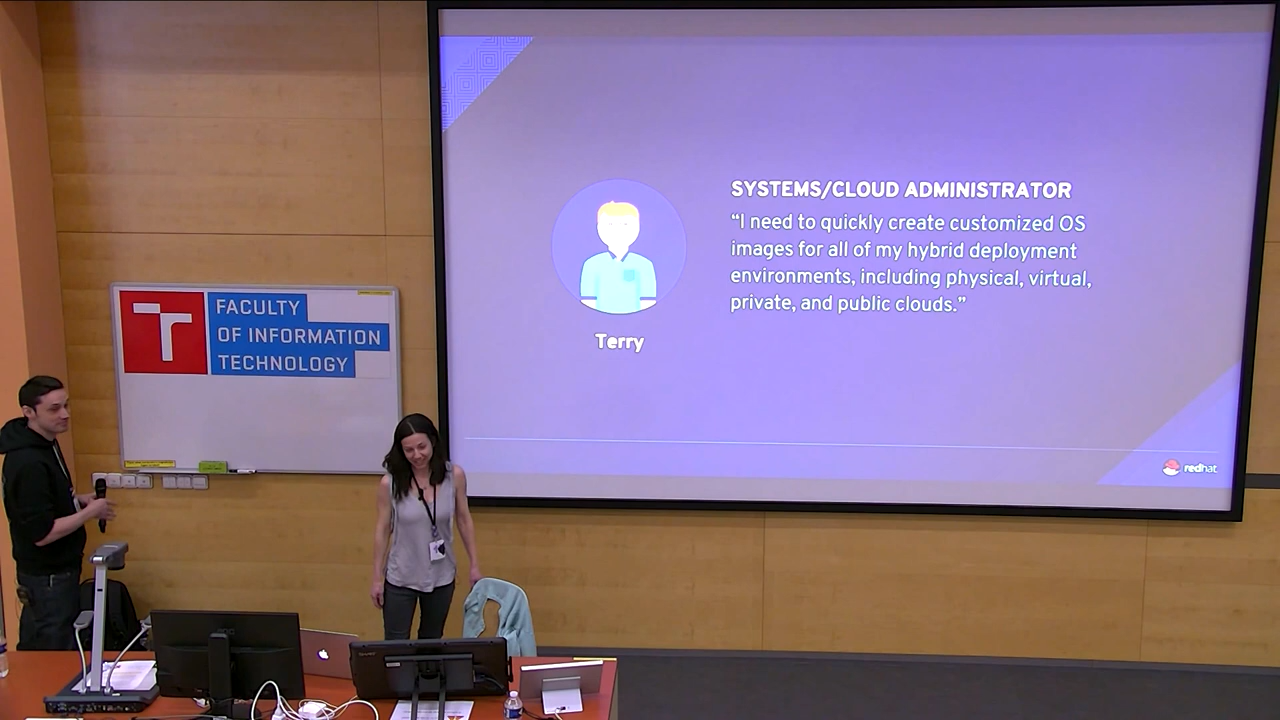 SYSTEMS/CLOUD ADMINISTRATOR
“I need to quickly create customized OS
images for all of my hybrid deployment
environments, including physical, virtual,
private, and public clouds.”
Terry
redhat
FACULTY
OF INFORMATION
TECHNOLOGY